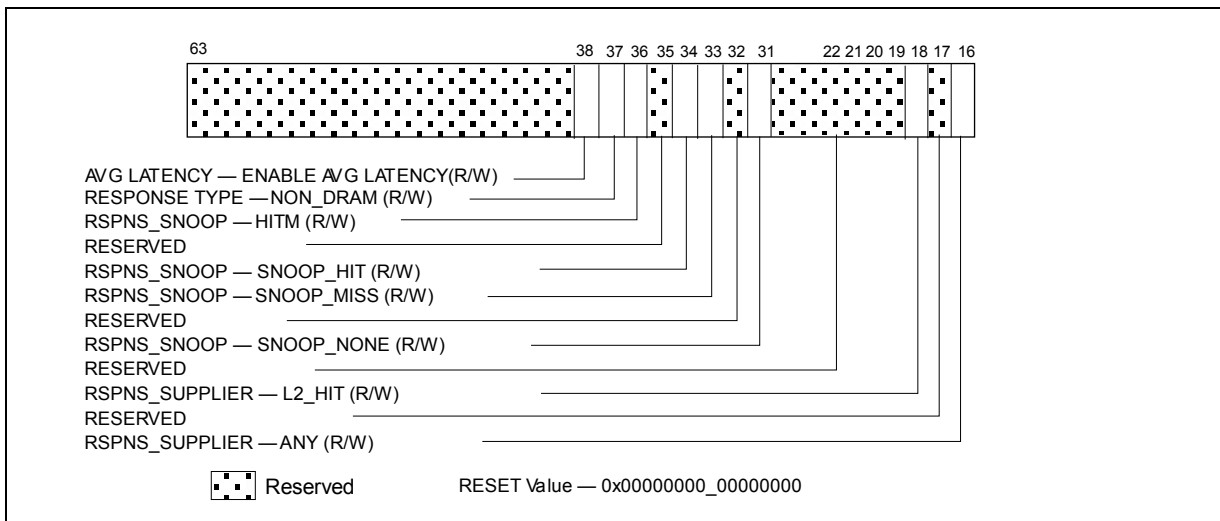 63 38 37 36 35 34 33 32 31 22 21 20 19 18 17 16
AVG LATENCY — ENABLE AVG LATENCY(R/W)
RESPONSE TYPE — NON_DRAM (R/W)
RSPNS_SNOOP — HITM (R/W)
RESERVED
RSPNS_SNOOP — SNOOP_HIT (R/W)
RSPNS_SNOOP — SNOOP_MISS (R/W)
RESERVED
RSPNS_SNOOP — SNOOP_NONE (R/W)
RESERVED
RSPNS_SUPPLIER — L2_HIT (R/W)
RESERVED
RSPNS_SUPPLIER — ANY (R/W)
Reserved RESET Value — 0x00000000_00000000